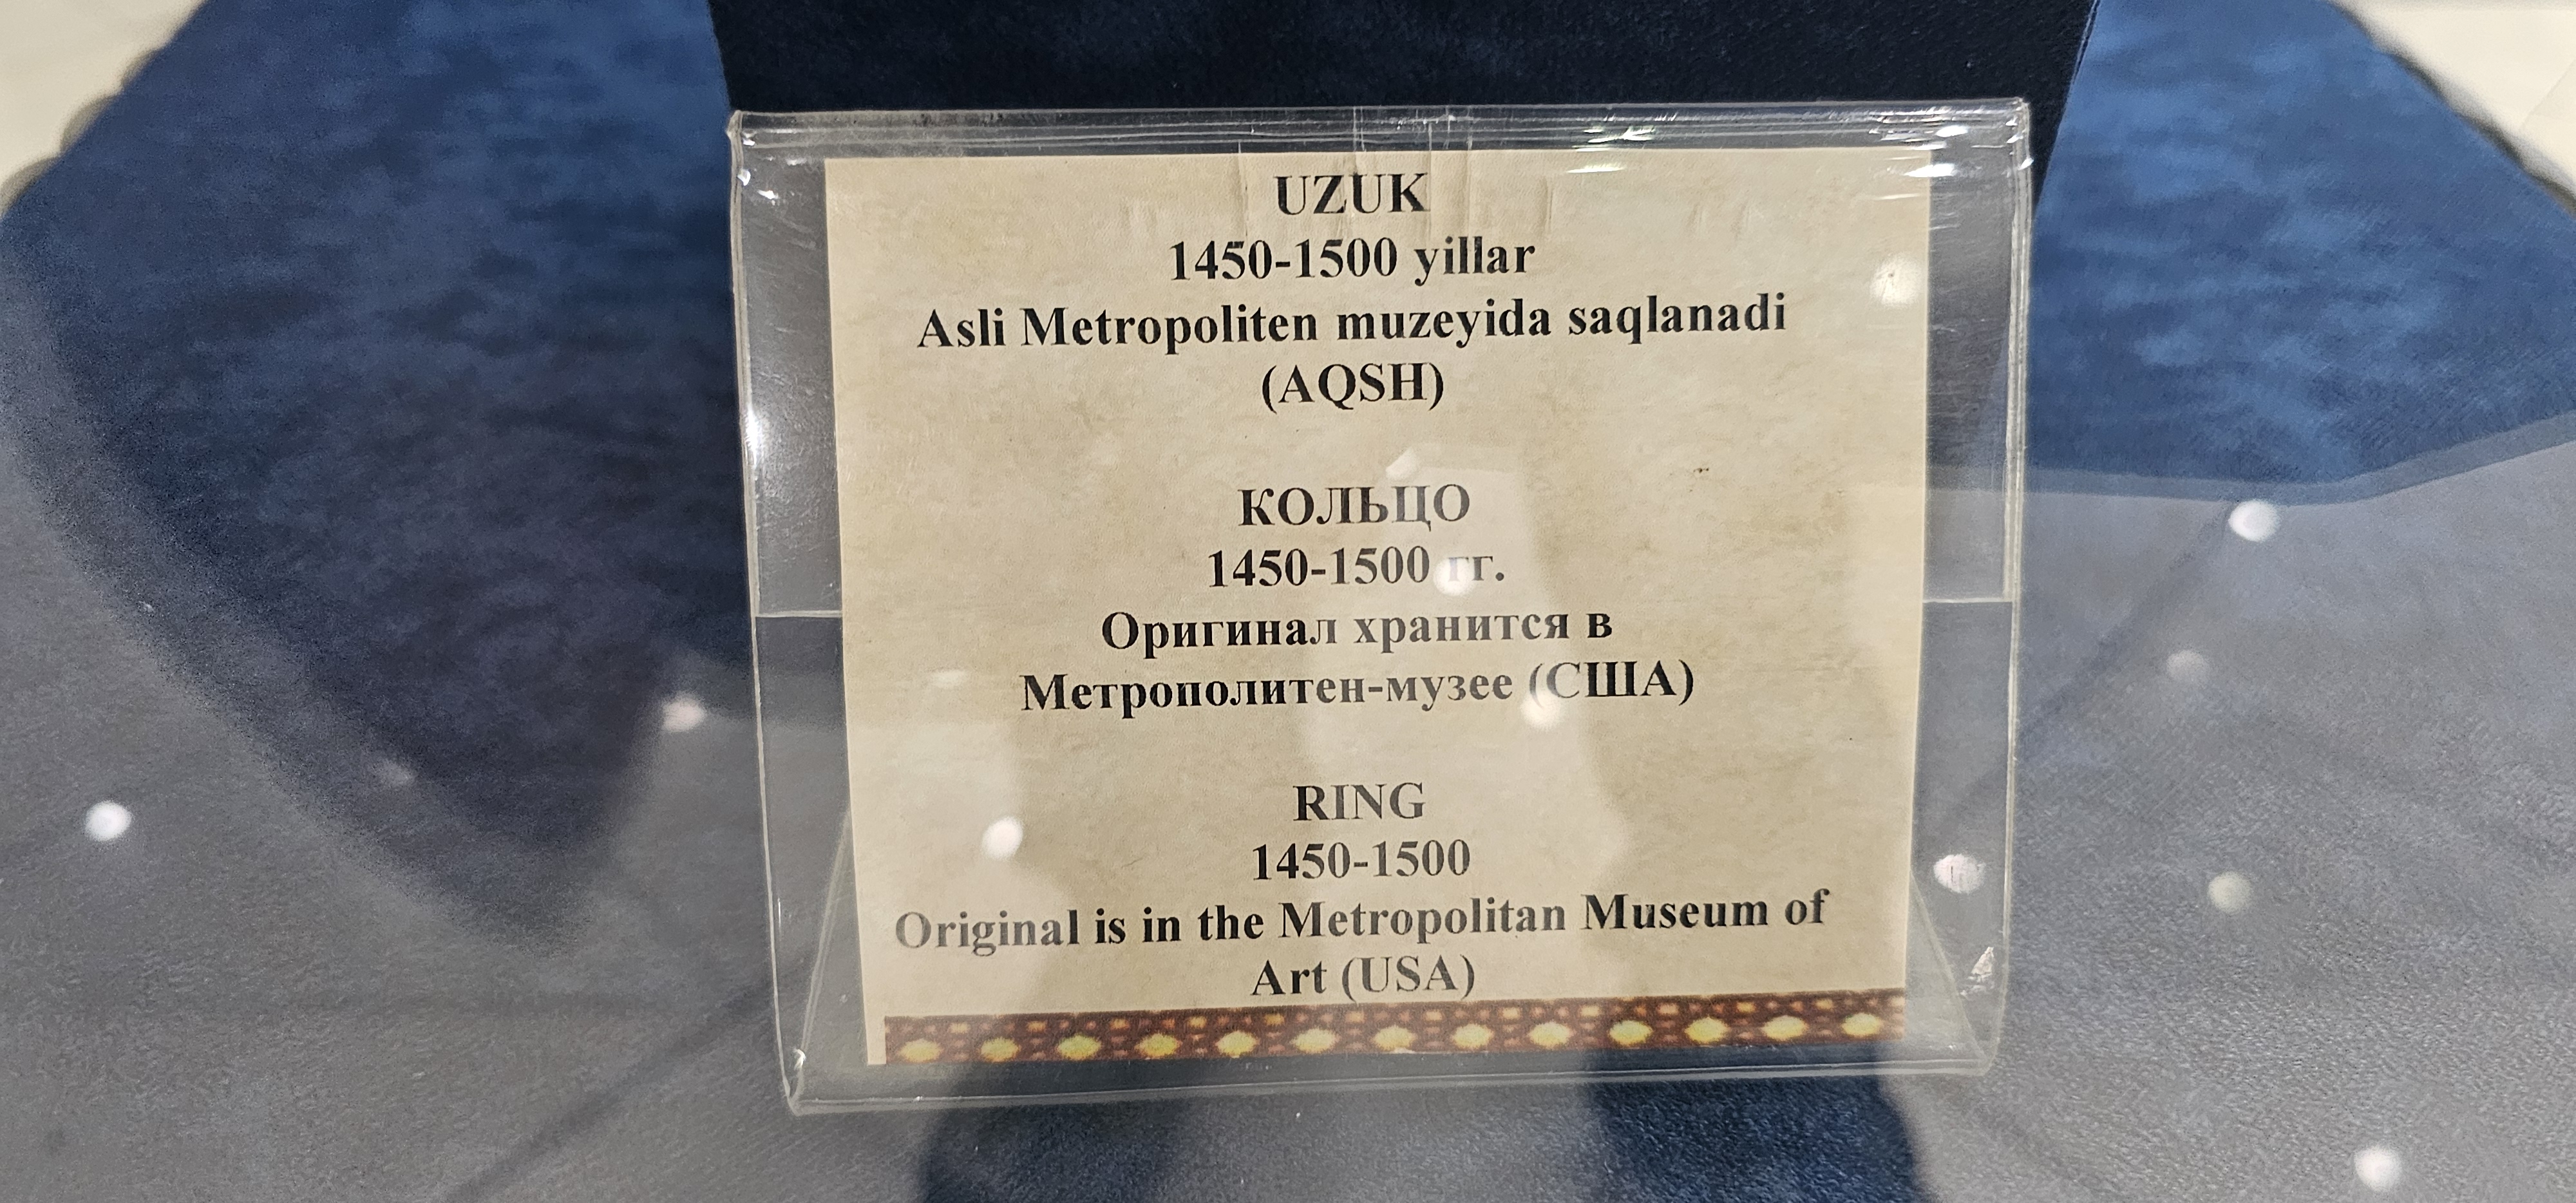 UZUK
1450-1500 yillar
Asli Metropoliten muzeyida saqlanadi
(AQSH)
КОЛЬЦО
1450-1500 гг.
Оригинал хранится в
Метрополитен-музее (США)
RING
1450-1500
Original is in the Metropolitan Museum of
Art (USA)